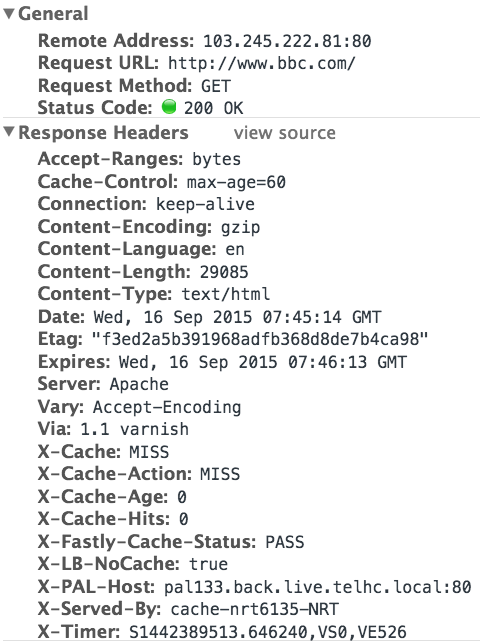 General
Remote Address: 103.245.222.81:80
Request URL: http://www.bbc.com/
Request Method: GET
Status Code: 200 OK
Response Headers view source
Accept-Ranges: bytes
Cache-Control: max-age=60
Connection: keep-alive
Content-Encoding: gzip
Content-Language: en
Content-Length: 29085
Content-Type: text/html
Date: Wed, 16 Sep 2015 07:45:14 GMT
Etag: "f3ed2a5b391968adfb368d8de7b4ca98"
Expires: Wed, 16 Sep 2015 07:46:13 GMT
Server: Apache
Vary: Accept-Encoding
Via: 1.1 varnish
X-Cache: MISS
X-Cache-Action: MISS
X-Cache-Age: 0
X-Cache-Hits: 0
X-Fastly-Cache-Status: PASS
X-LB-NoCache: true
X-PAL-Host: pal133.back.live.telhc.local:80
X-Served-By: cache-nrt6135-NRT
X-Timer: S1442389513.646240,VS0,VE526